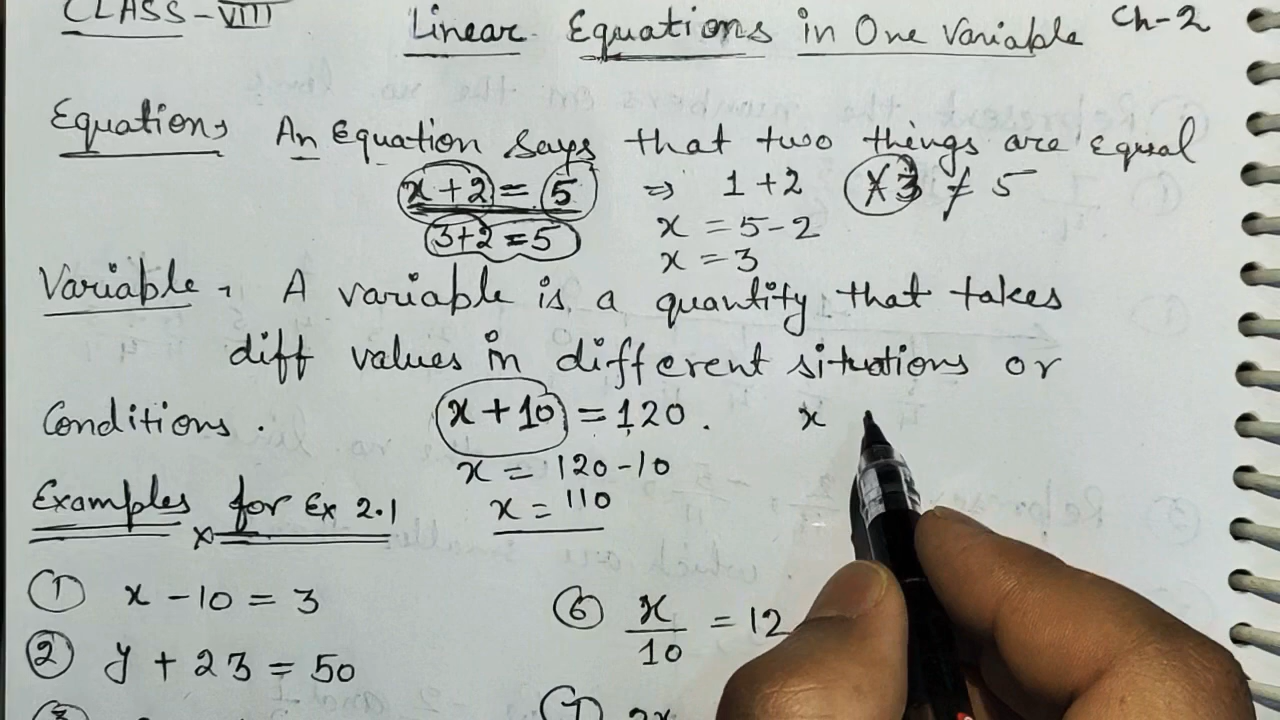 CLASS-VIII Linear Equations in One Variable Ch-2
Equation, An Equation says that two things are equal
x+2 = 5 ⇒ 1+2 3 ≠ 5
3+2=5 x = 5-2
x = 3
Variable, A variable is a quantity that takes
diff values in different situations or
Conditions. x+10 = 120. x
x = 120-10
Examples for Ex 2.1 x = 110
① x - 10 = 3 ⑥ x/10 = 12
② y + 23 = 50